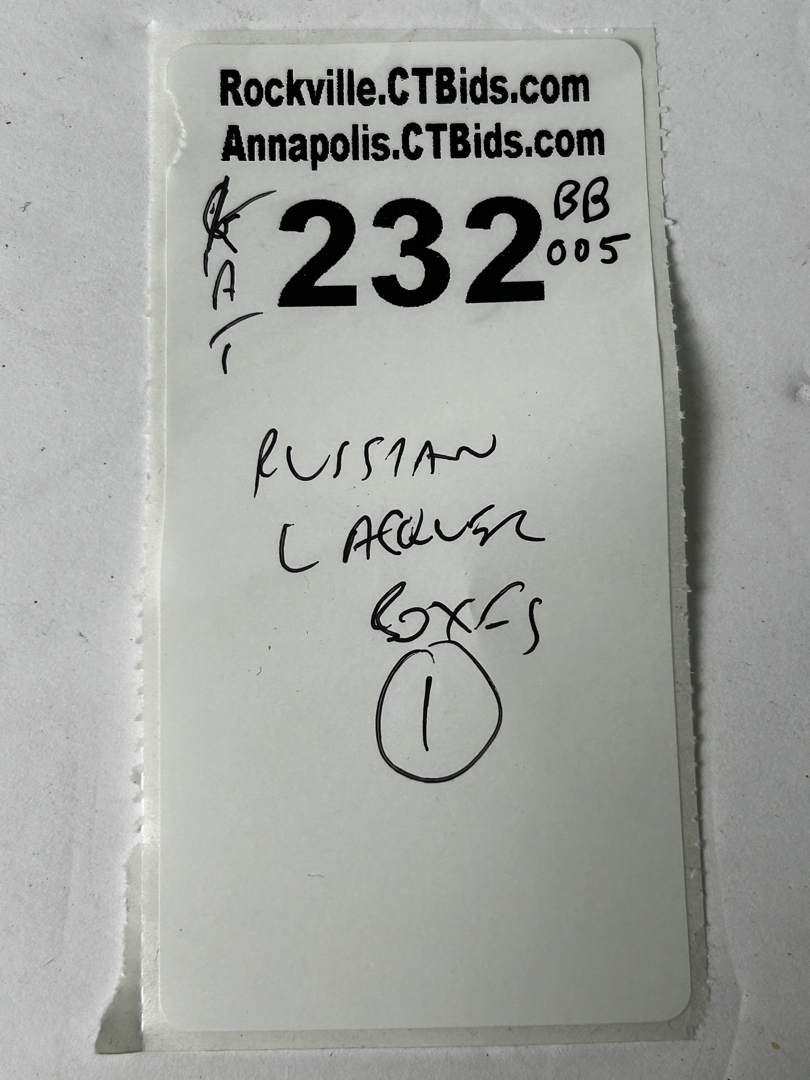 Rockville.CTBids.com
Annapolis.CTBids.com
232
BB
005
A
T
RUSSIAN
LACQUER
BOXES
1